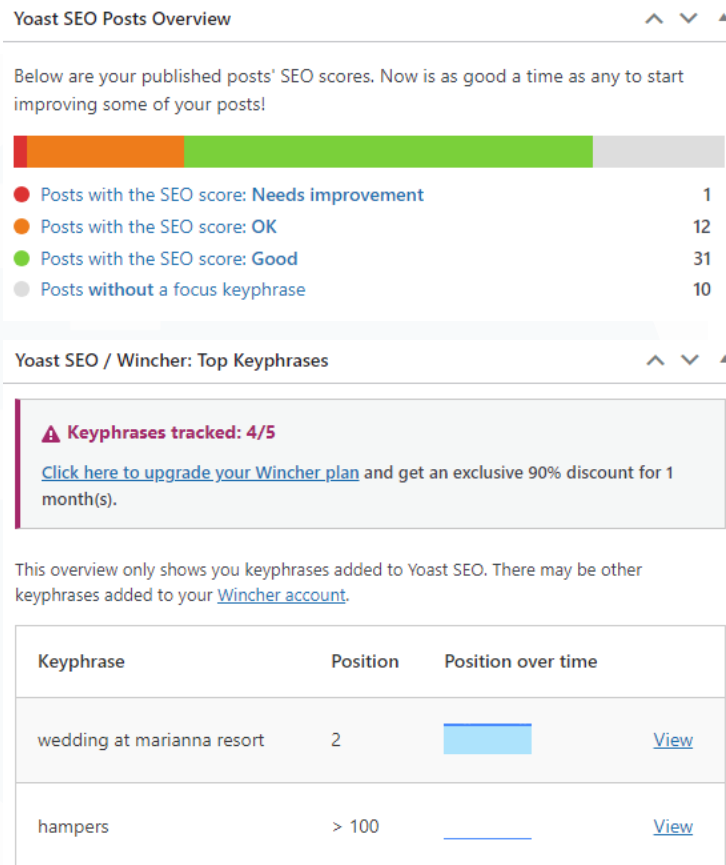 Yoast SEO Posts Overview
Below are your published posts' SEO scores. Now is as good a time as any to start
improving some of your posts!
Posts with the SEO score: Needs improvement 1
Posts with the SEO score: OK 12
Posts with the SEO score: Good 31
Posts without a focus keyphrase 10
Yoast SEO / Wincher: Top Keyphrases
Keyphrases tracked: 4/5
Click here to upgrade your Wincher plan and get an exclusive 90% discount for 1
month(s).
This overview only shows you keyphrases added to Yoast SEO. There may be other
keyphrases added to your Wincher account.
Keyphrase Position Position over time
wedding at marianna resort 2 View
hampers > 100 View